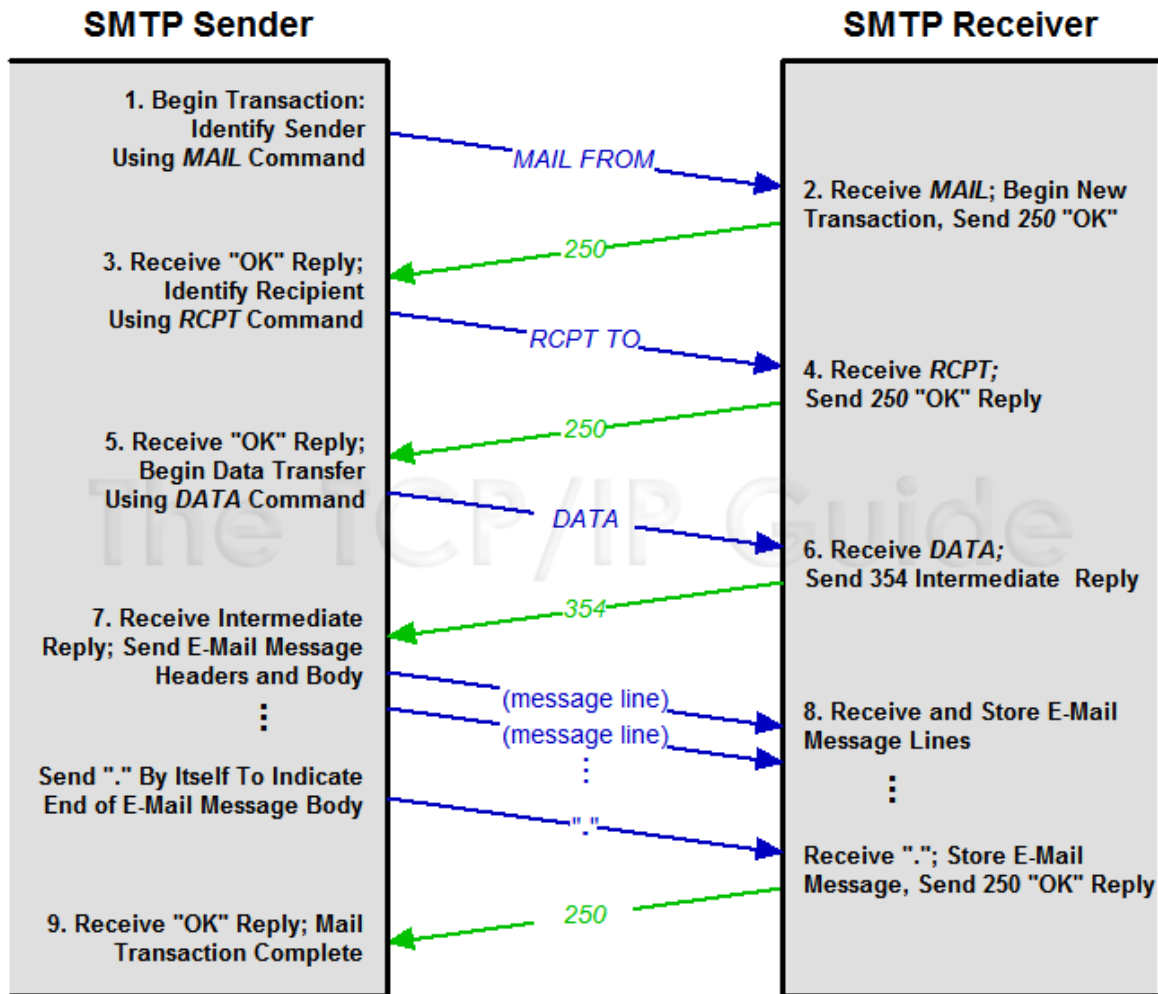 SMTP Sender
SMTP Receiver
1. Begin Transaction:
Identify Sender
Using MAIL Command
MAIL FROM
2. Receive MAIL; Begin New
Transaction, Send 250 "OK"
250
3. Receive "OK" Reply;
Identify Recipient
Using RCPT Command
RCPT TO
4. Receive RCPT;
Send 250 "OK" Reply
250
5. Receive "OK" Reply;
Begin Data Transfer
Using DATA Command
The TCP/IP Guide
DATA
6. Receive DATA;
Send 354 Intermediate Reply
354
7. Receive Intermediate
Reply; Send E-Mail Message
Headers and Body
⋮
(message line)
(message line)
⋮
8. Receive and Store E-Mail
Message Lines
⋮
Send "." By Itself To Indicate
End of E-Mail Message Body
"."
Receive "."; Store E-Mail
Message, Send 250 "OK" Reply
250
9. Receive "OK" Reply; Mail
Transaction Complete